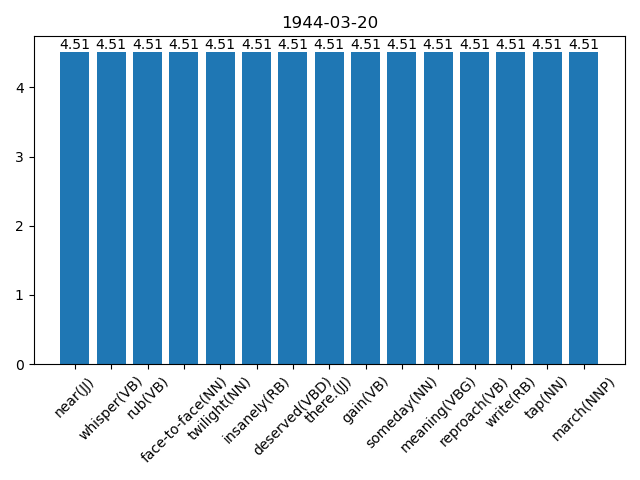 1944-03-20
4.51 4.51 4.51 4.51 4.51 4.51 4.51 4.51 4.51 4.51 4.51 4.51 4.51 4.51 4.51
4
3
2
1
0
near(JJ)
whisper(VB)
rub(VB)
face-to-face(NN)
twilight(NN)
insanely(RB)
deserved(VBD)
there.(JJ)
gain(VB)
someday(NN)
meaning(VBG)
reproach(VB)
write(RB)
tap(NN)
march(NNP)